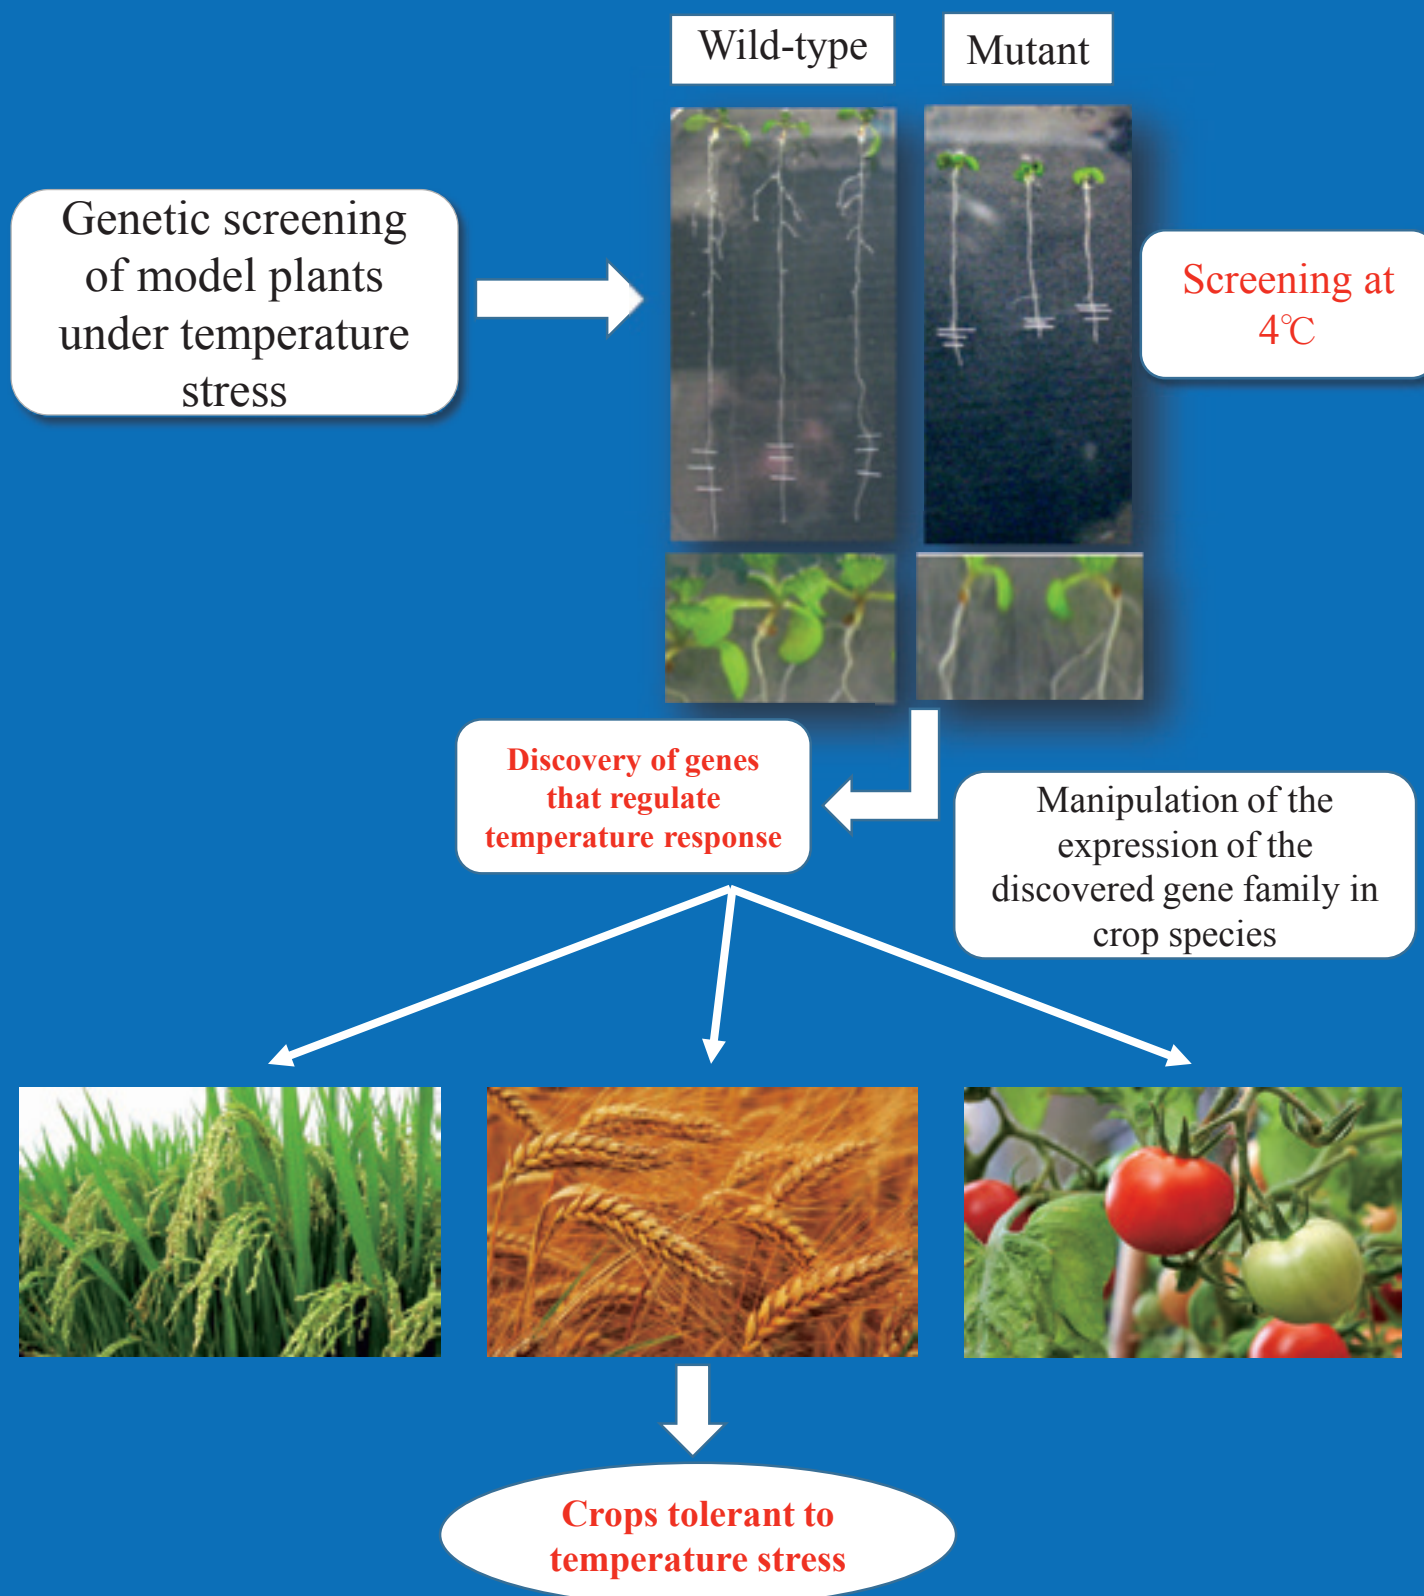 Wild-type
Mutant
Genetic screening
of model plants
under temperature
stress
Screening at
4℃
Discovery of genes
that regulate
temperature response
Manipulation of the
expression of the
discovered gene family in
crop species
Crops tolerant to
temperature stress